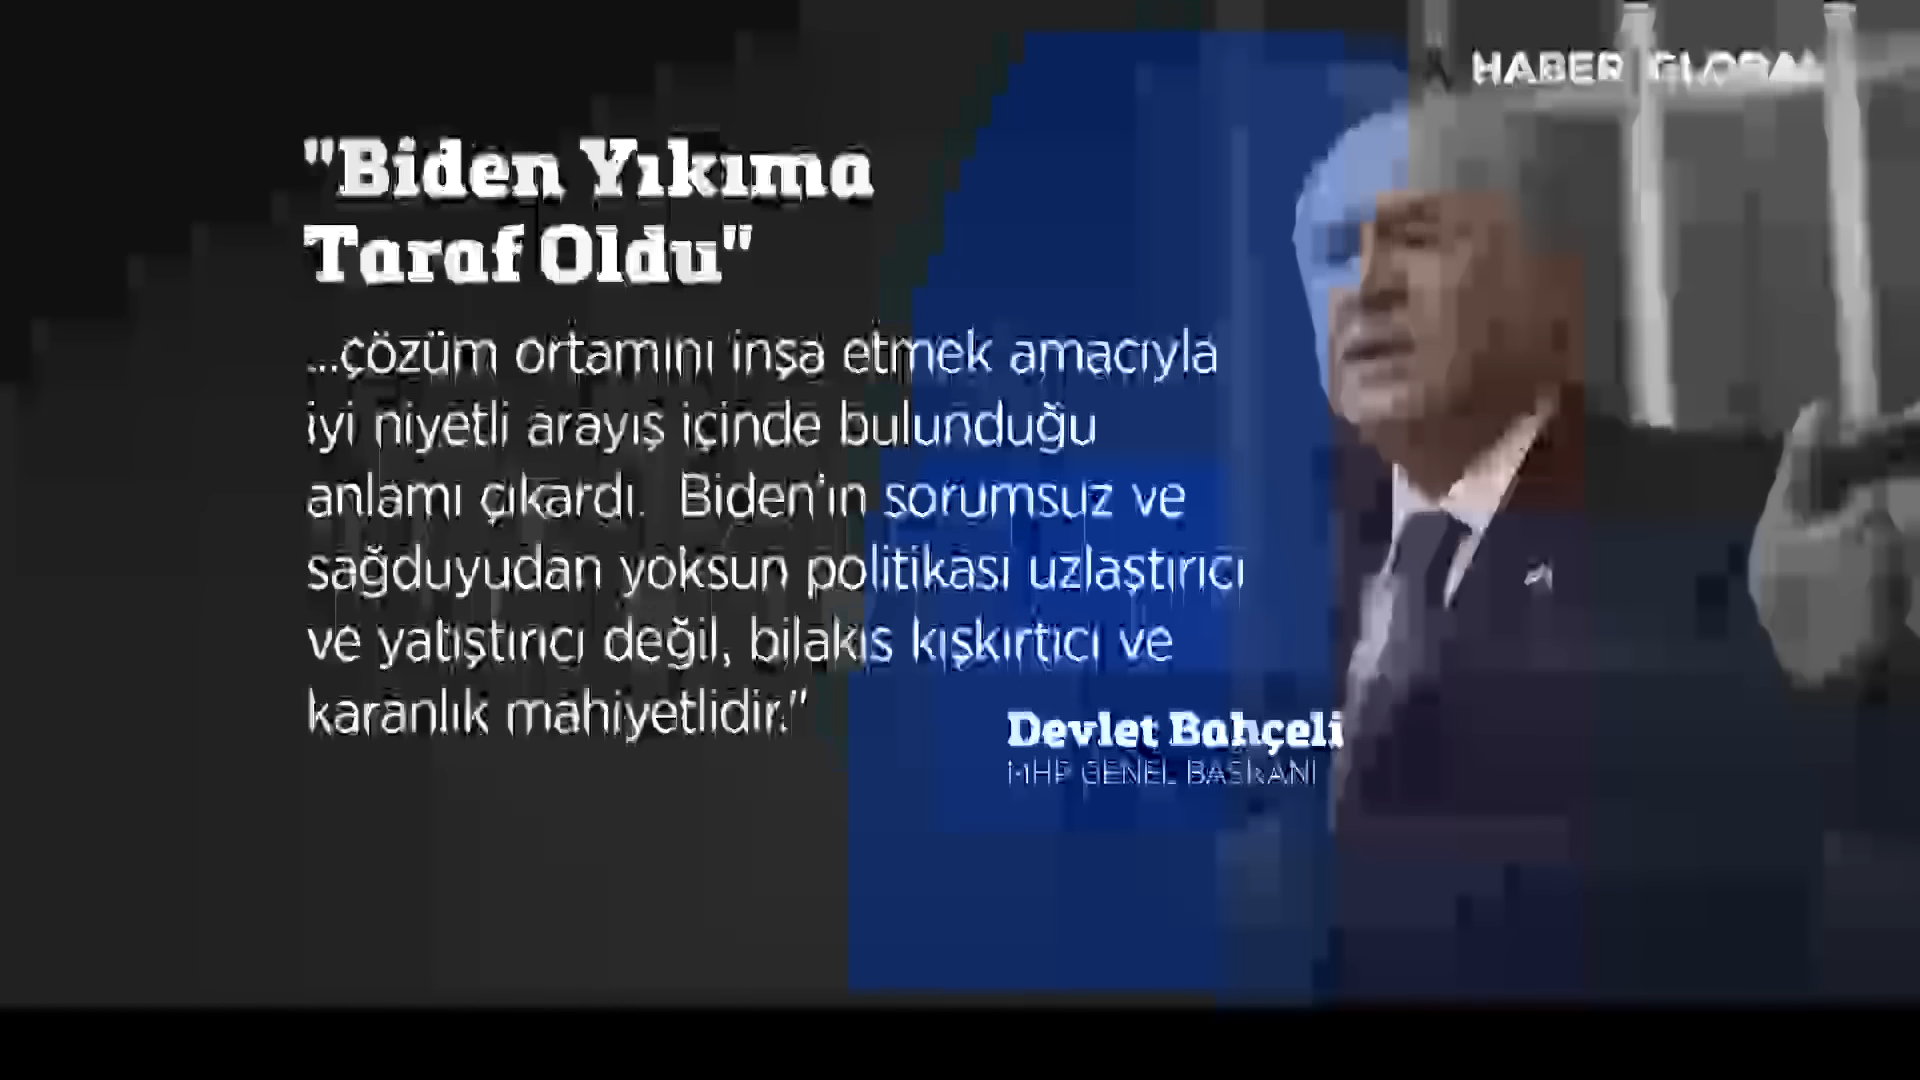 HABER GLOBAL
"Biden Yıkıma
Taraf Oldu"
...çözüm ortamını inşa etmek amacıyla
iyi niyetli arayış içinde bulunduğu
anlamı çıkardı. Biden'ın sorumsuz ve
sağduyudan yoksun politikası uzlaştırıcı
ve yatıştırıcı değil, bilakis kışkırtıcı ve
karanlık mahiyetlidir."
Devlet Bahçeli
MHP GENEL BAŞKANI